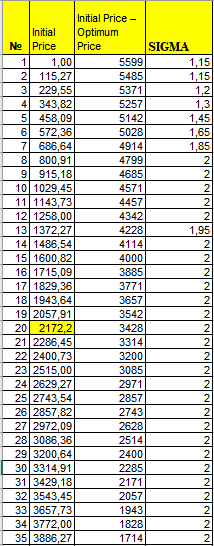 № Initial Price Initial Price – Optimum Price SIGMA
1 1,00 5599 1,15
2 115,27 5485 1,15
3 229,55 5371 1,2
4 343,82 5257 1,3
5 458,09 5142 1,45
6 572,36 5028 1,65
7 686,64 4914 1,85
8 800,91 4799 2
9 915,18 4685 2
10 1029,45 4571 2
11 1143,73 4457 2
12 1258,00 4342 2
13 1372,27 4228 1,95
14 1486,54 4114 2
15 1600,82 4000 2
16 1715,09 3885 2
17 1829,36 3771 2
18 1943,64 3657 2
19 2057,91 3542 2
20 2172,2 3428 2
21 2286,45 3314 2
22 2400,73 3200 2
23 2515,00 3085 2
24 2629,27 2971 2
25 2743,54 2857 2
26 2857,82 2743 2
27 2972,09 2628 2
28 3086,36 2514 2
29 3200,64 2400 2
30 3314,91 2285 2
31 3429,18 2171 2
32 3543,45 2057 2
33 3657,73 1943 2
34 3772,00 1828 2
35 3886,27 1714 2